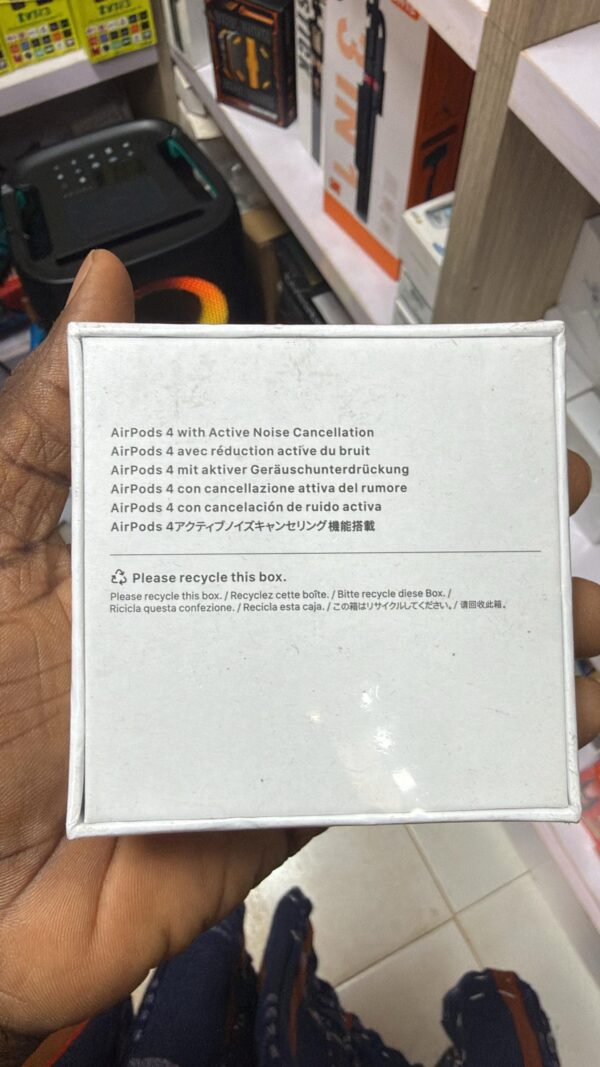 3 IN 1
AirPods 4 with Active Noise Cancellation
AirPods 4 avec réduction active du bruit
AirPods 4 mit aktiver Geräuschunterdrückung
AirPods 4 con cancellazione attiva del rumore
AirPods 4 con cancelación de ruido activa
AirPods 4アクティブノイズキャンセリング機能搭載
Please recycle this box.
Please recycle this box. / Recyclez cette boîte. / Bitte recycle diese Box. /
Ricicla questa confezione. / Recicla esta caja. / この箱はリサイクルしてください。/ 请回收此箱。